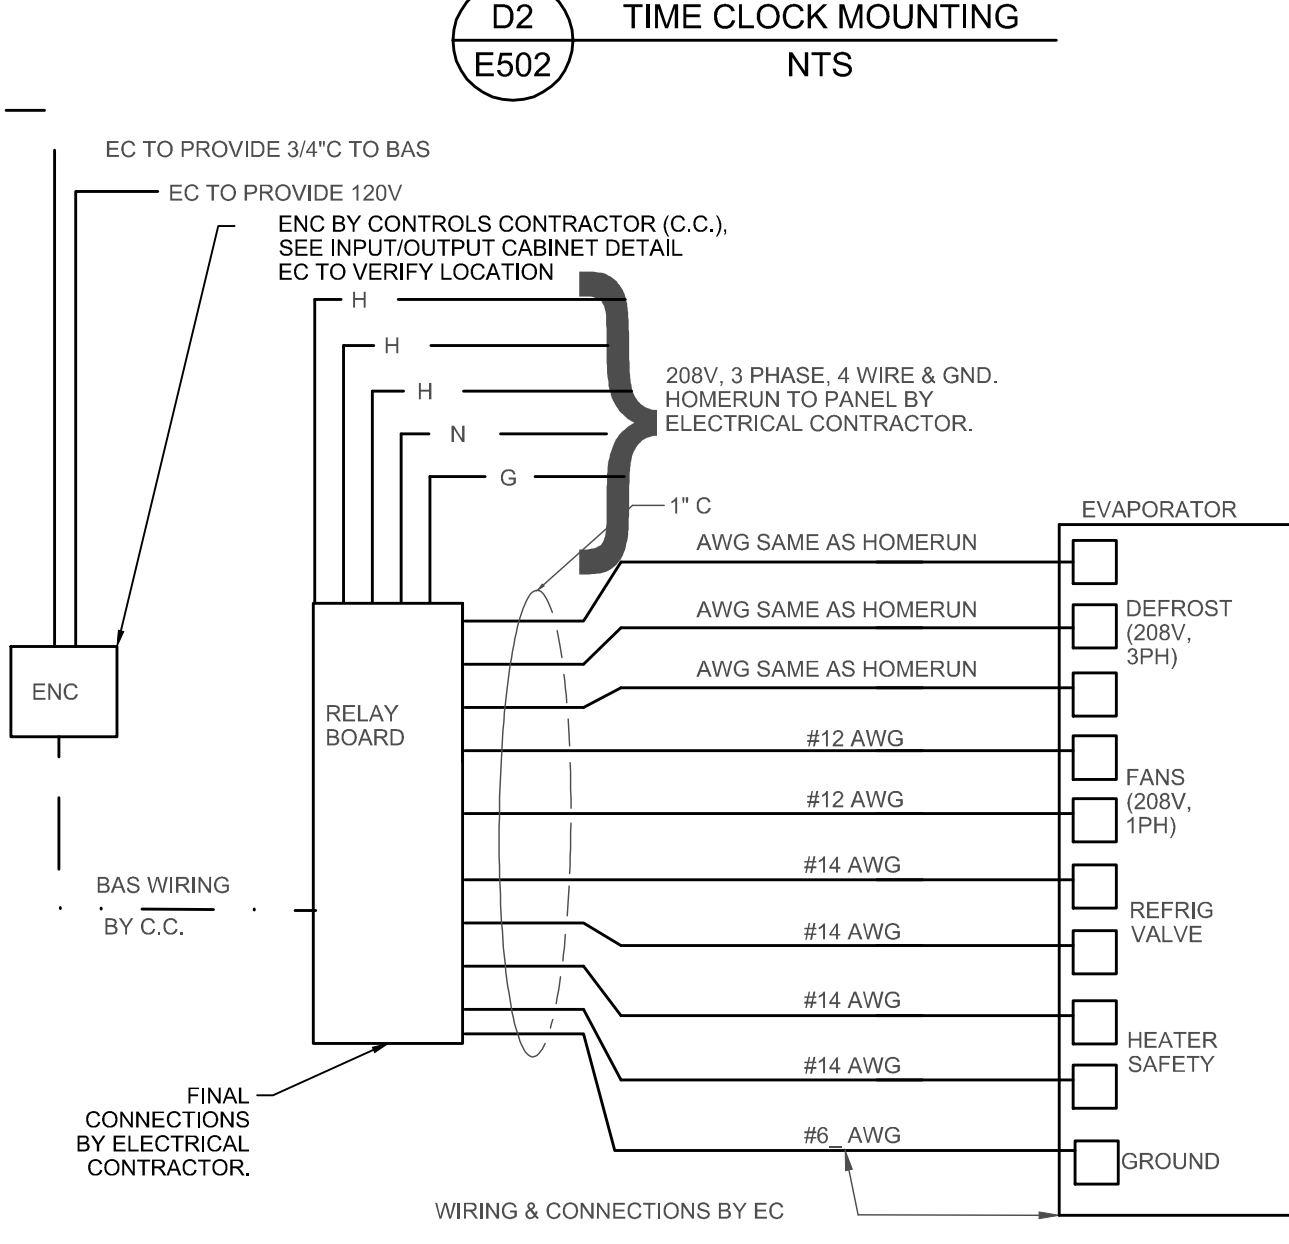 D2
TIME CLOCK MOUNTING
E502
NTS
EC TO PROVIDE 3/4"C TO BAS
EC TO PROVIDE 120V
ENC BY CONTROLS CONTRACTOR (C.C.),
SEE INPUT/OUTPUT CABINET DETAIL
EC TO VERIFY LOCATION
H
H
H
N
G
208V, 3 PHASE, 4 WIRE & GND.
HOMERUN TO PANEL BY
ELECTRICAL CONTRACTOR.
1" C
EVAPORATOR
AWG SAME AS HOMERUN
AWG SAME AS HOMERUN
AWG SAME AS HOMERUN
DEFROST
(208V,
3PH)
ENC
RELAY
BOARD
#12 AWG
#12 AWG
FANS
(208V,
1PH)
#14 AWG
#14 AWG
REFRIG
VALVE
BAS WIRING
BY C.C.
#14 AWG
#14 AWG
HEATER
SAFETY
FINAL
CONNECTIONS
BY ELECTRICAL
CONTRACTOR.
#6_ AWG
GROUND
WIRING & CONNECTIONS BY EC